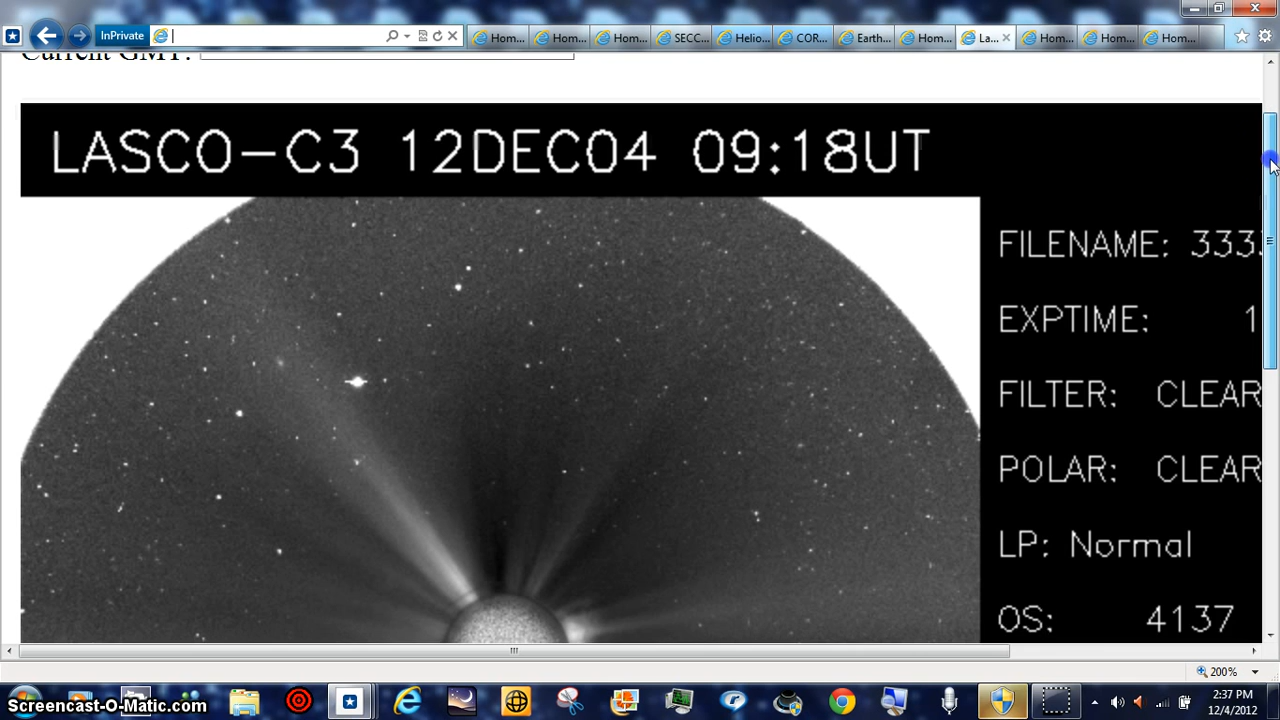 InPrivate
Hom... Hom... Hom... SECC... Helio... COR... Earth... Hom... La... Hom... Hom... Hom...
Current GMT:
LASCO-C3 12DEC04 09:18UT
FILENAME: 333
EXPTIME: 1
FILTER: CLEAR
POLAR: CLEAR
LP: Normal
OS: 4137
200%
Screencast-O-Matic.com
2:37 PM
12/4/2012